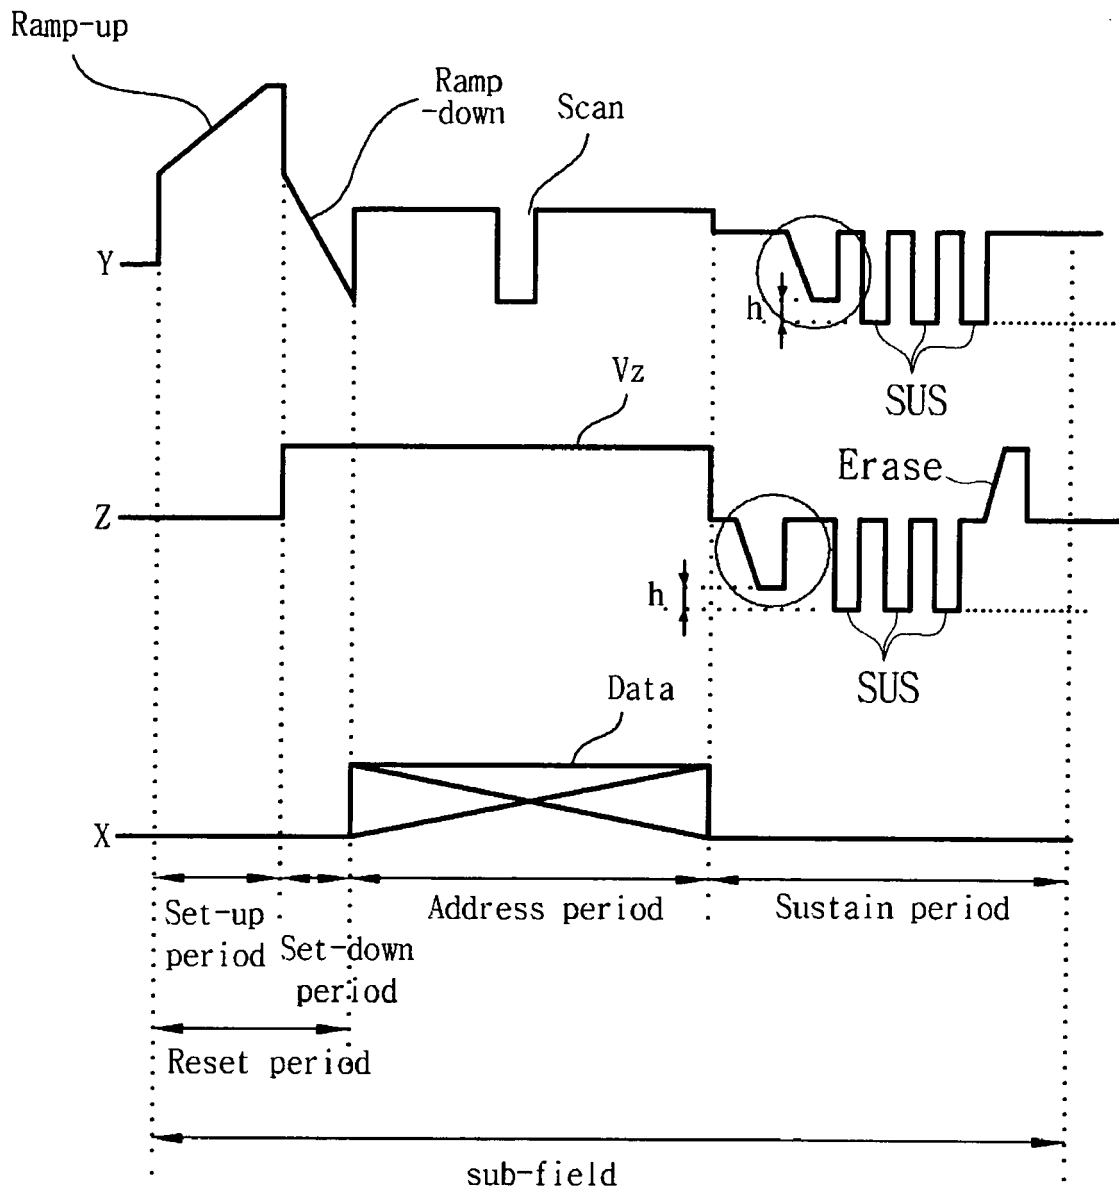 Ramp-up
Ramp
-down
Scan
Y
h
SUS
Vz
Z
Erase
h
SUS
Data
X
Set-up
period
Set-down
period
Address period
Sustain period
Reset period
sub-field